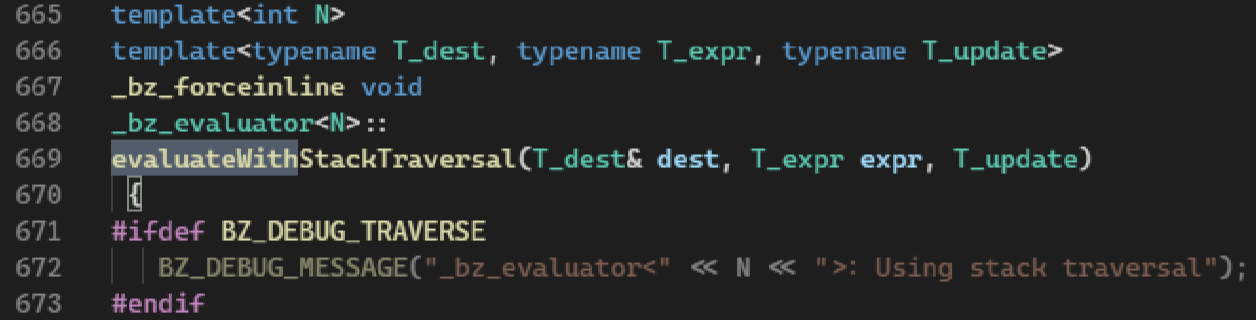 665 template<int N>
666 template<typename T_dest, typename T_expr, typename T_update>
667 _bz_forceinline void
668 _bz_evaluator<N>::
669 evaluateWithStackTraversal(T_dest& dest, T_expr expr, T_update)
670 {
671 #ifdef BZ_DEBUG_TRAVERSE
672 BZ_DEBUG_MESSAGE("_bz_evaluator<" << N << ">: Using stack traversal");
673 #endif